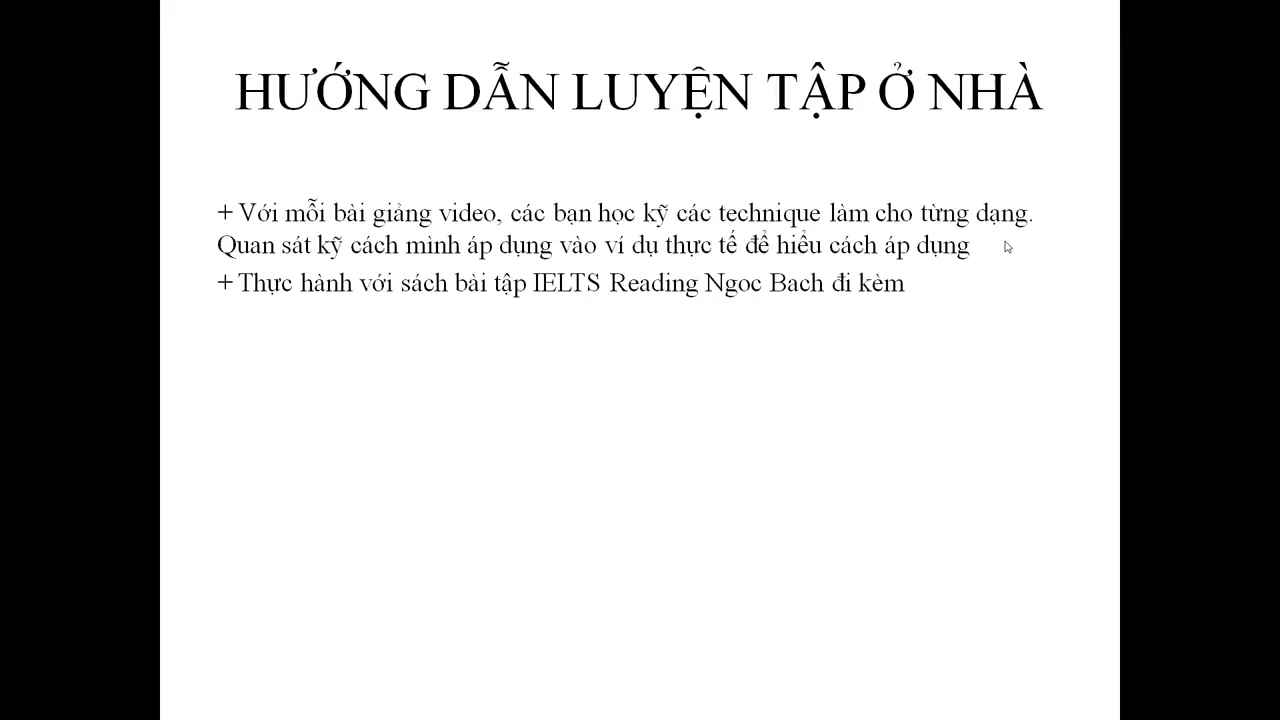 HƯỚNG DẪN LUYỆN TẬP Ở NHÀ
+ Với mỗi bài giảng video, các bạn học kỹ các technique làm cho từng dạng.
Quan sát kỹ cách mình áp dụng vào ví dụ thực tế để hiểu cách áp dụng
+ Thực hành với sách bài tập IELTS Reading Ngoc Bach đi kèm